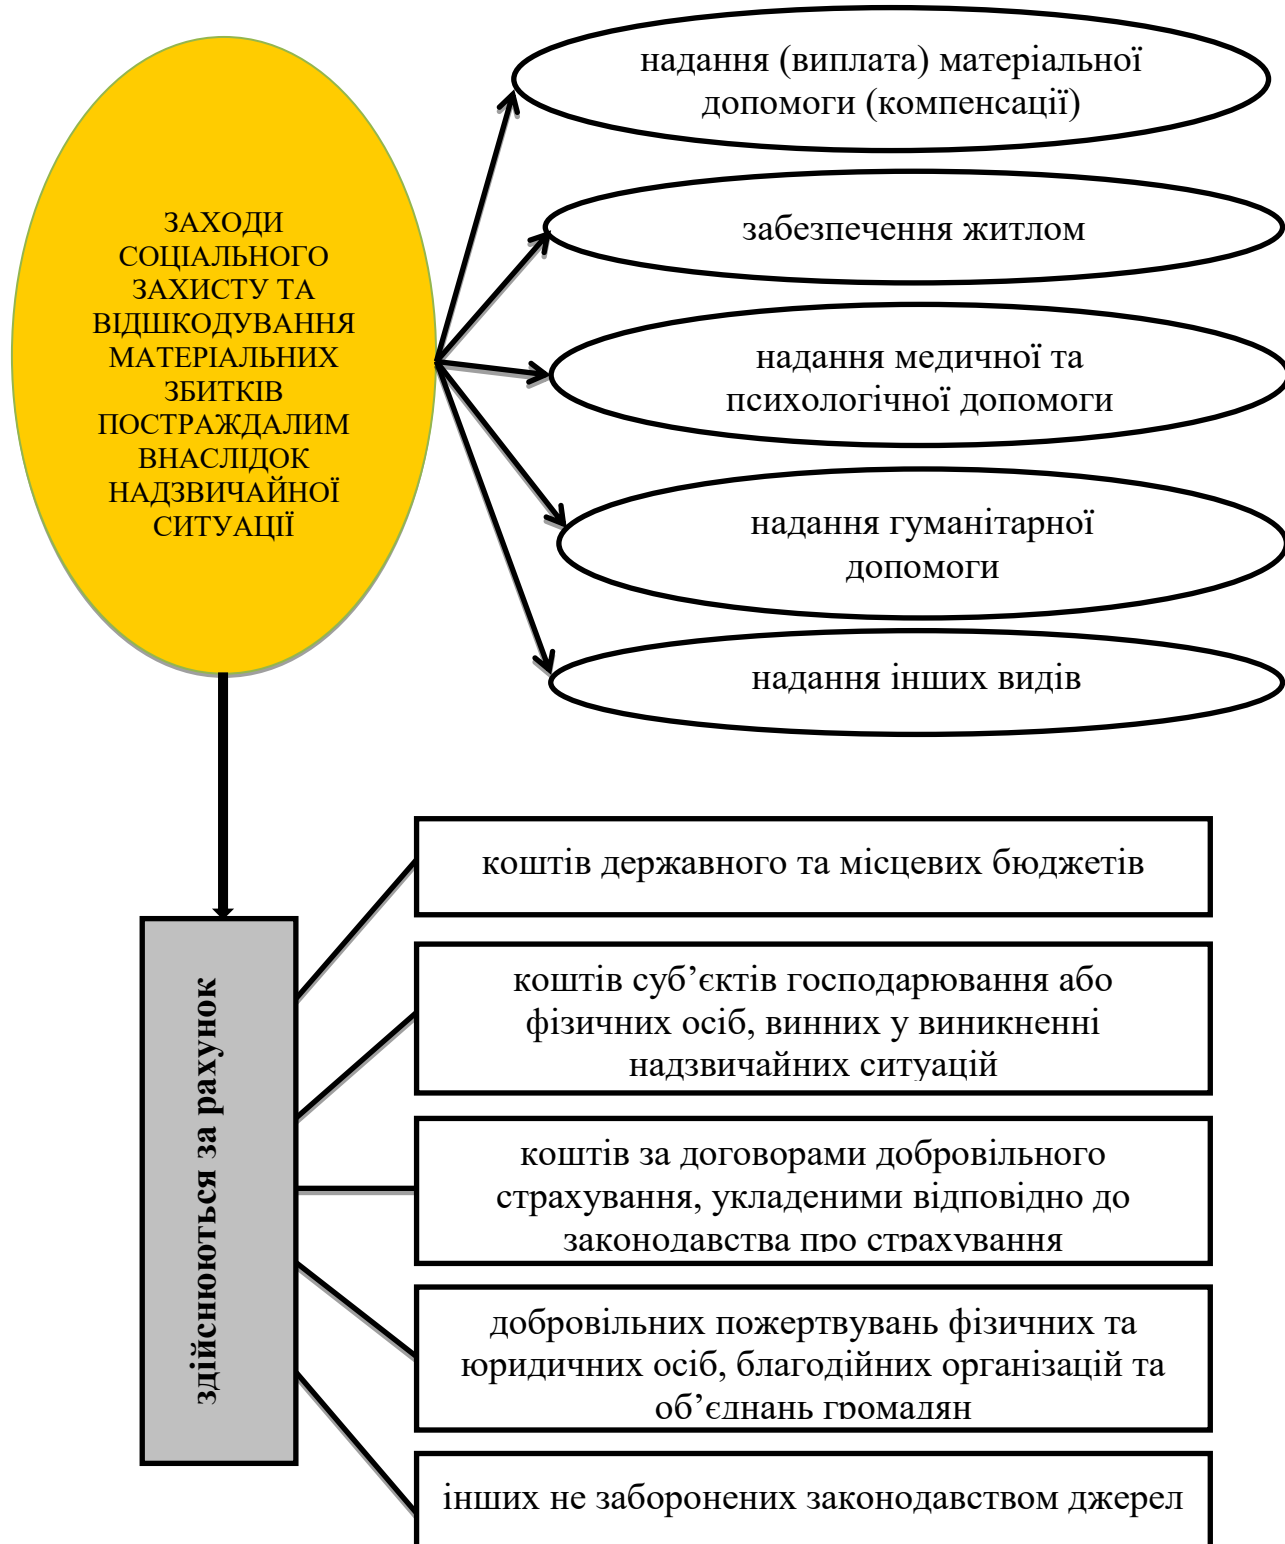 надання (виплата) матеріальної
допомоги (компенсації)
ЗАХОДИ
СОЦІАЛЬНОГО
ЗАХИСТУ ТА
ВІДШКОДУВАННЯ
МАТЕРІАЛЬНИХ
ЗБИТКІВ
ПОСТРАЖДАЛИМ
ВНАСЛІДОК
НАДЗВИЧАЙНОЇ
СИТУАЦІЇ
забезпечення житлом
надання медичної та
психологічної допомоги
надання гуманітарної
допомоги
надання інших видів
здійснюються за рахунок
коштів державного та місцевих бюджетів
коштів суб’єктів господарювання або
фізичних осіб, винних у виникненні
надзвичайних ситуацій
коштів за договорами добровільного
страхування, укладеними відповідно до
законодавства про страхування
добровільних пожертвувань фізичних та
юридичних осіб, благодійних організацій та
об’єднань громадян
інших не заборонених законодавством джерел